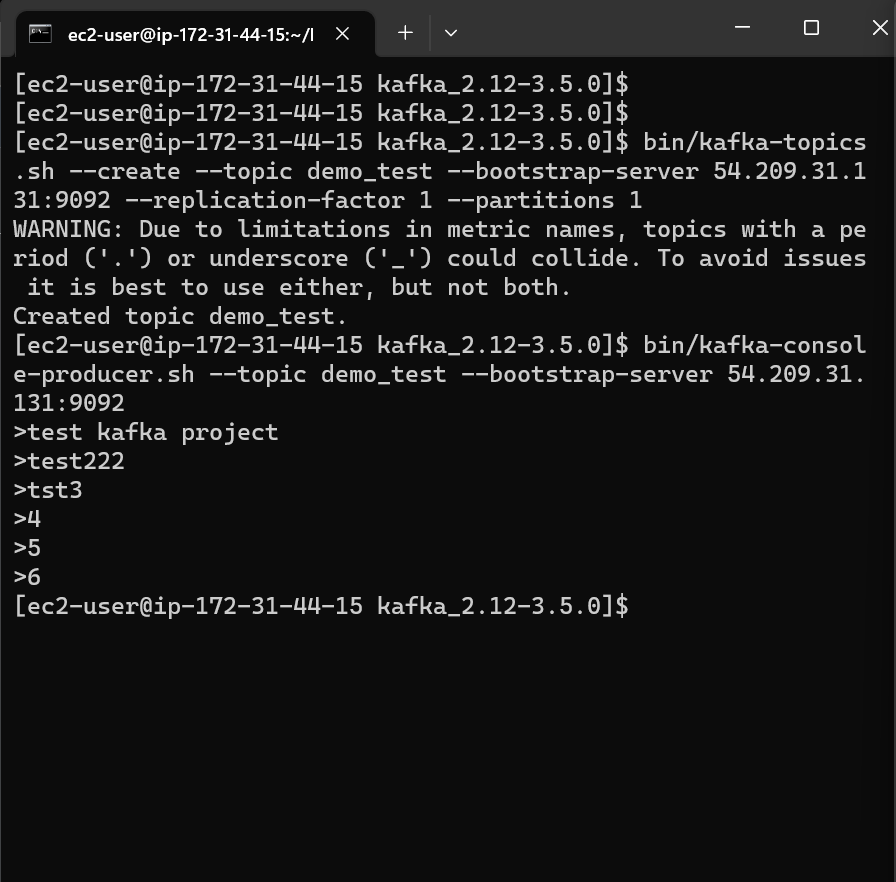 ec2-user@ip-172-31-44-15:~/l
[ec2-user@ip-172-31-44-15 kafka_2.12-3.5.0]$
[ec2-user@ip-172-31-44-15 kafka_2.12-3.5.0]$
[ec2-user@ip-172-31-44-15 kafka_2.12-3.5.0]$ bin/kafka-topics
.sh --create --topic demo_test --bootstrap-server 54.209.31.1
31:9092 --replication-factor 1 --partitions 1
WARNING: Due to limitations in metric names, topics with a pe
riod ('.') or underscore ('_') could collide. To avoid issues
 it is best to use either, but not both.
Created topic demo_test.
[ec2-user@ip-172-31-44-15 kafka_2.12-3.5.0]$ bin/kafka-consol
e-producer.sh --topic demo_test --bootstrap-server 54.209.31.
131:9092
>test kafka project
>test222
>tst3
>4
>5
>6
[ec2-user@ip-172-31-44-15 kafka_2.12-3.5.0]$